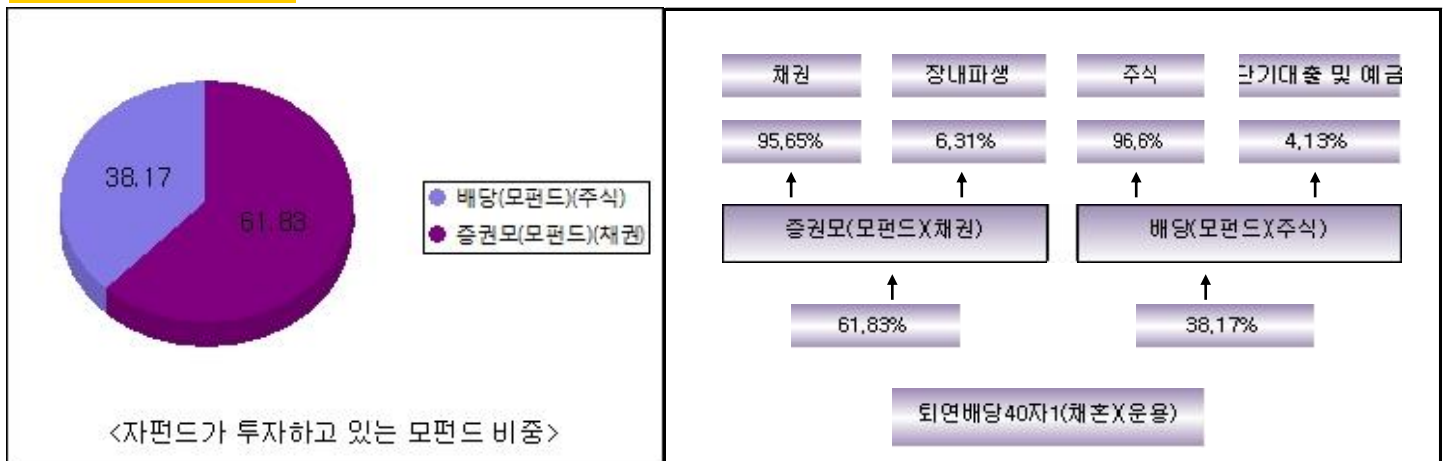 38.17
61.83
배당(모펀드)(주식)
증권모(모펀드)(채권)
<자펀드가 투자하고 있는 모펀드 비중>
채권 장내파생 주식 단기대출 및 예금
95,65% 6,31% 96,6% 4,13%
증권모(모펀드)(채권) 배당(모펀드)(주식)
61,83% 38,17%
퇴연배당40자1(채혼)(운용)